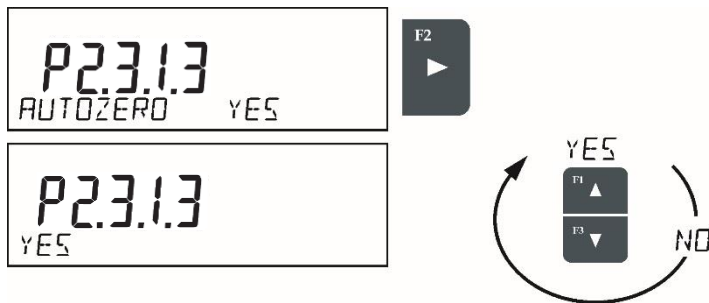 P2.3.1.3
AUTOZERO YES
F2
P2.3.1.3
YES
YES
F1
F3
NO